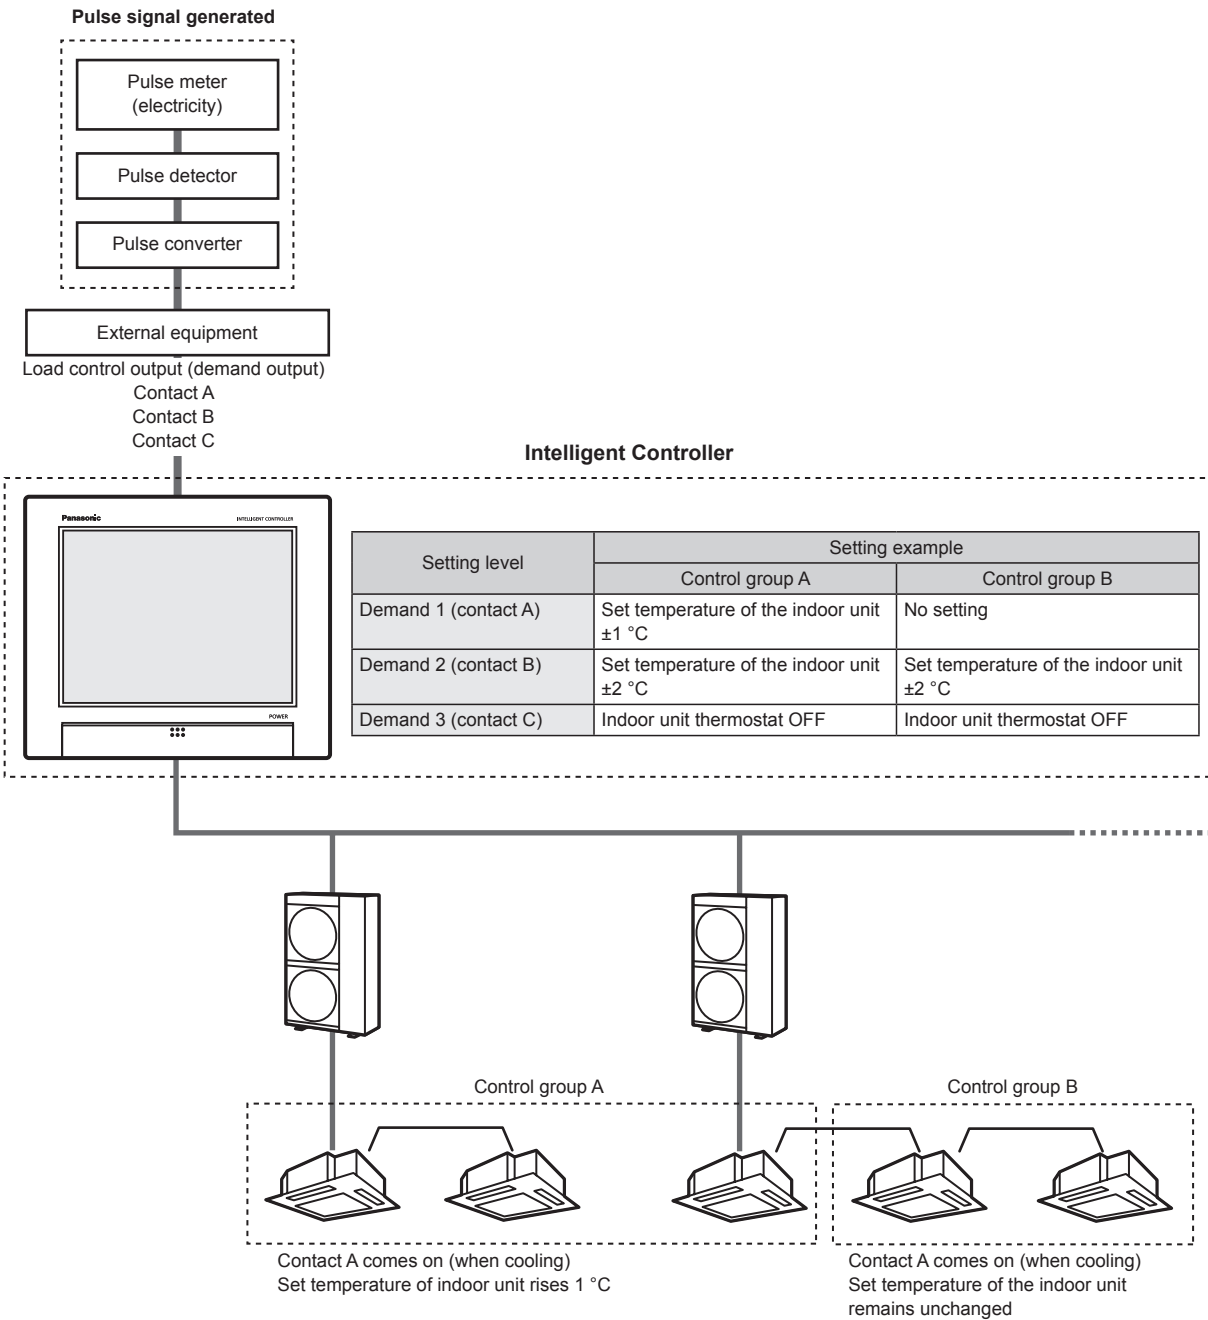 Pulse signal generated
Pulse meter
(electricity)
Pulse detector
Pulse converter
External equipment
Load control output (demand output)
Contact A
Contact B
Contact C
Intelligent Controller
Panasonic
INTELLIGENT CONTROLLER
POWER
Setting level
Setting example
Control group A
Control group B
Demand 1 (contact A)
Set temperature of the indoor unit
±1 °C
No setting
Demand 2 (contact B)
Set temperature of the indoor unit
±2 °C
Set temperature of the indoor unit
±2 °C
Demand 3 (contact C)
Indoor unit thermostat OFF
Indoor unit thermostat OFF
Control group A
Control group B
Contact A comes on (when cooling)
Set temperature of indoor unit rises 1 °C
Contact A comes on (when cooling)
Set temperature of the indoor unit
remains unchanged